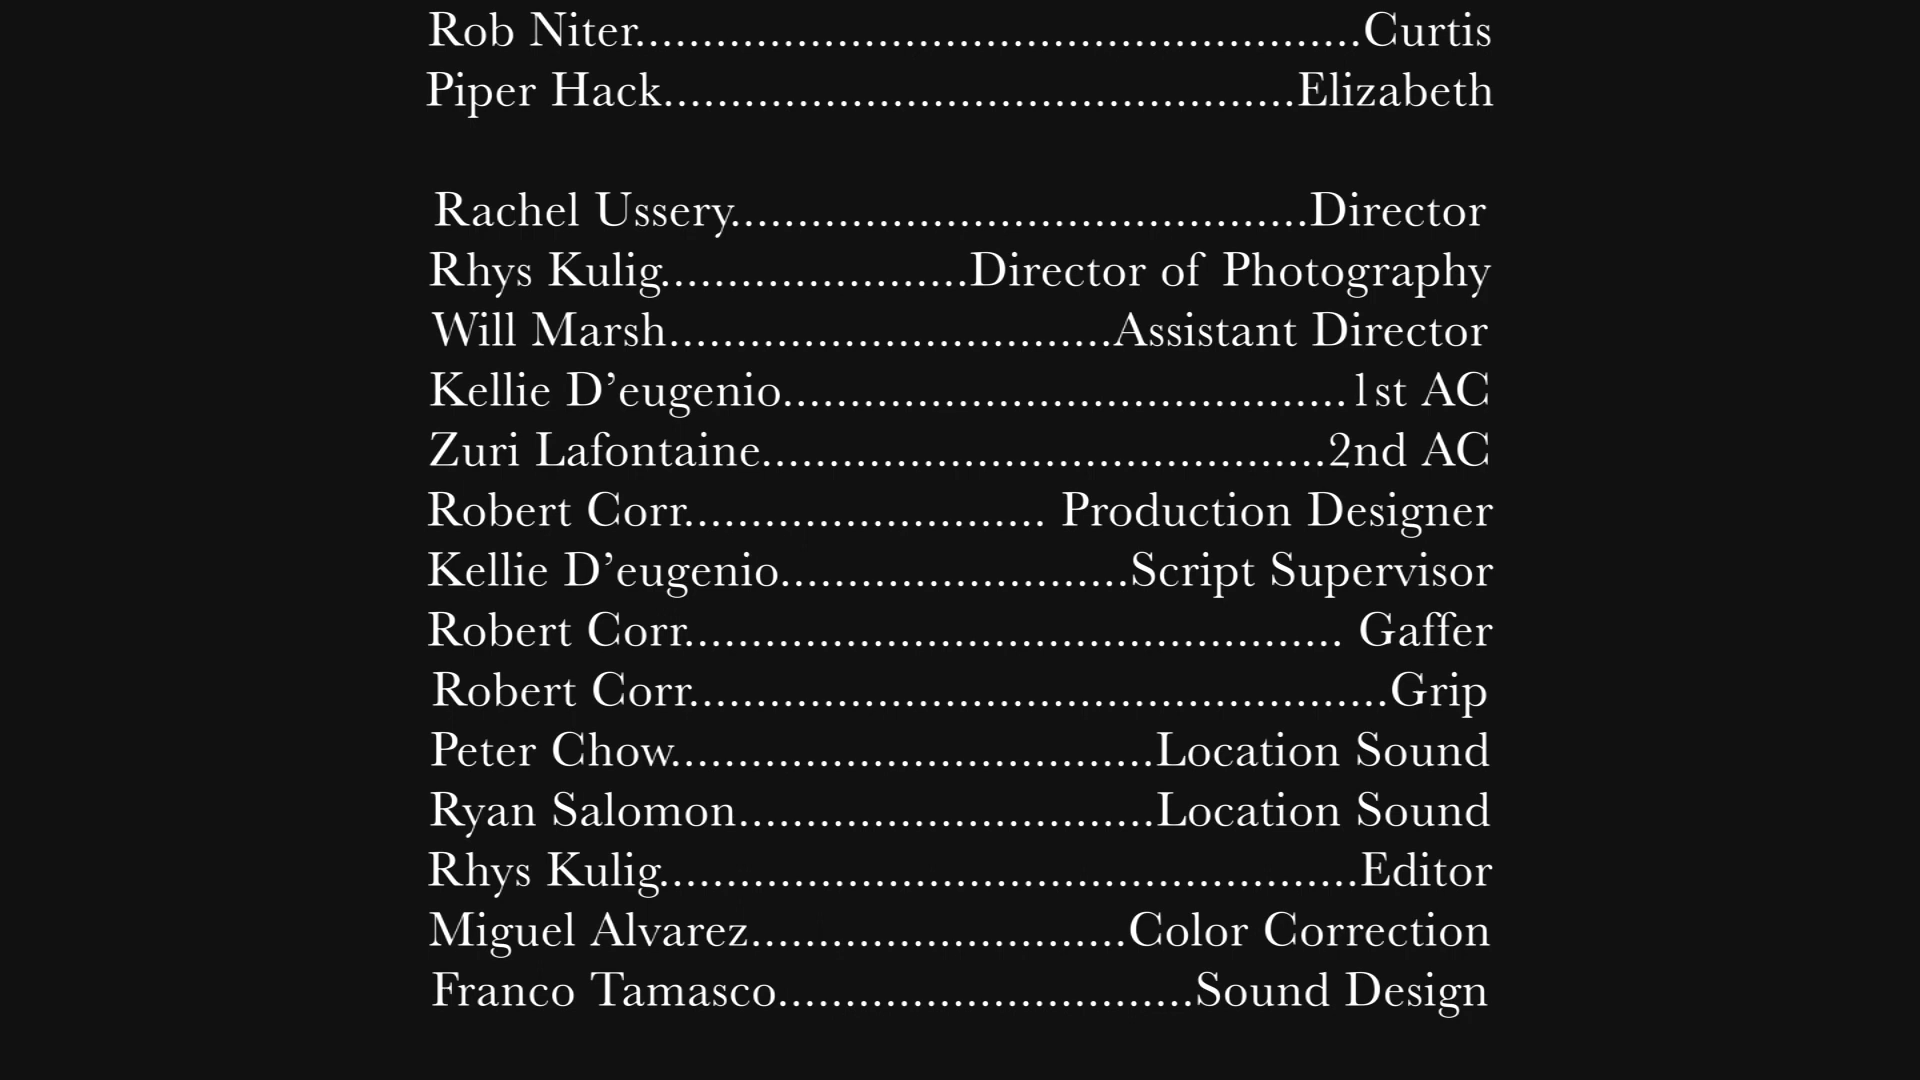 Rob Niter......................................................Curtis
Piper Hack...............................................Elizabeth
Rachel Ussery...........................................Director
Rhys Kulig.......................Director of Photography
Will Marsh.................................Assistant Director
Kellie D’eugenio..........................................1st AC
Zuri Lafontaine..........................................2nd AC
Robert Corr........................... Production Designer
Kellie D’eugenio..........................Script Supervisor
Robert Corr................................................. Gaffer
Robert Corr....................................................Grip
Peter Chow....................................Location Sound
Ryan Salomon...............................Location Sound
Rhys Kulig....................................................Editor
Miguel Alvarez............................Color Correction
Franco Tamasco...............................Sound Design